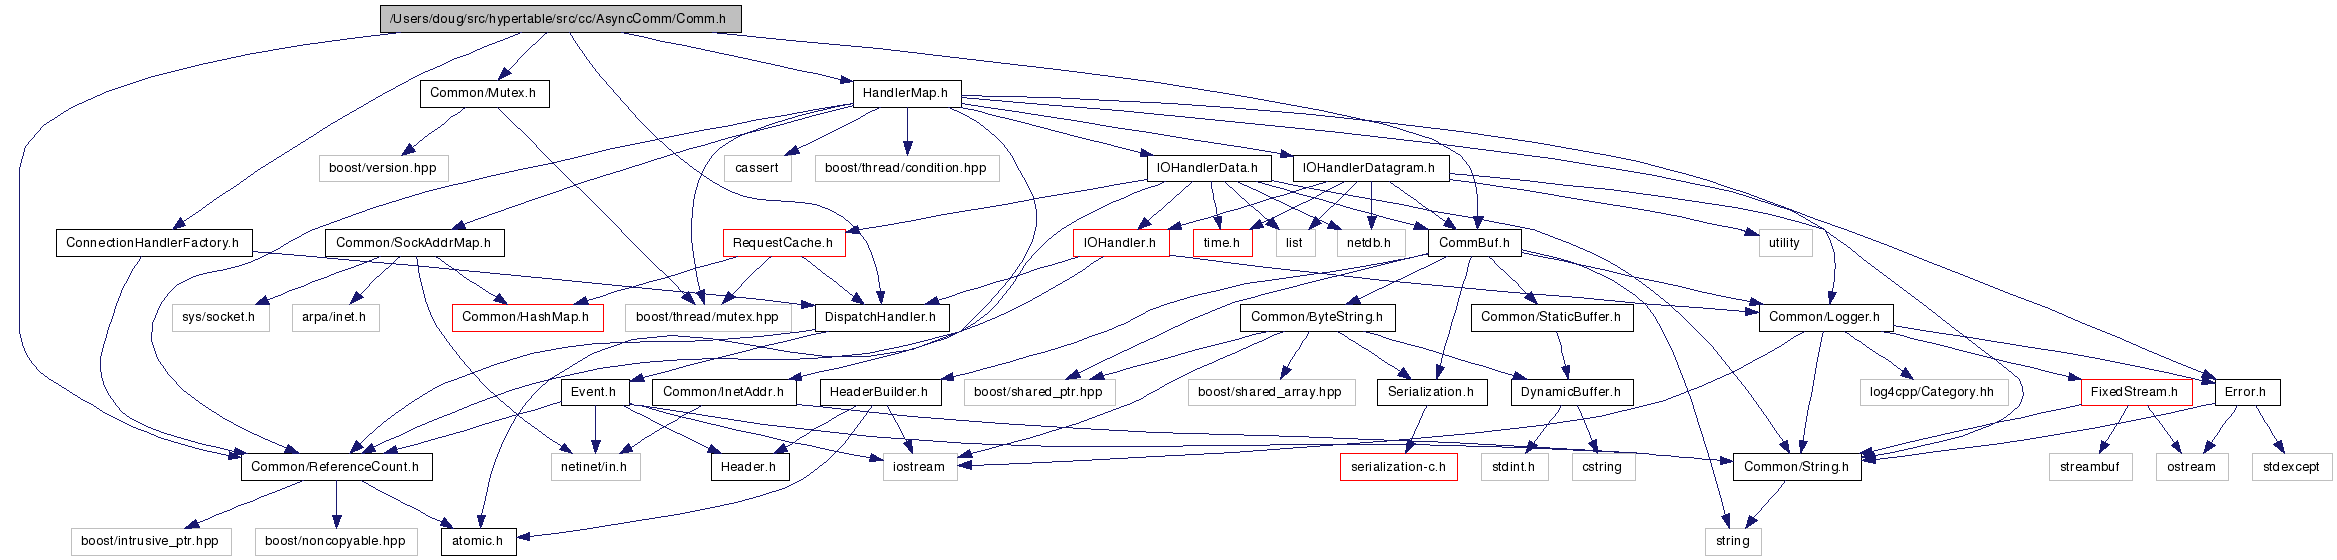 /Users/doug/src/hypertable/src/cc/AsyncComm/Comm.h
Common/Mutex.h
HandlerMap.h
boost/version.hpp
cassert
boost/thread/condition.hpp
IOHandlerData.h
IOHandlerDatagram.h
ConnectionHandlerFactory.h
Common/SockAddrMap.h
RequestCache.h
IOHandler.h
time.h
list
netdb.h
CommBuf.h
utility
sys/socket.h
arpa/inet.h
Common/HashMap.h
boost/thread/mutex.hpp
DispatchHandler.h
Common/ByteString.h
Common/StaticBuffer.h
Common/Logger.h
Event.h
Common/InetAddr.h
HeaderBuilder.h
boost/shared_ptr.hpp
boost/shared_array.hpp
Serialization.h
DynamicBuffer.h
log4cpp/Category.hh
FixedStream.h
Error.h
Common/ReferenceCount.h
netinet/in.h
Header.h
iostream
serialization-c.h
stdint.h
cstring
Common/String.h
streambuf
ostream
stdexcept
boost/intrusive_ptr.hpp
boost/noncopyable.hpp
atomic.h
string